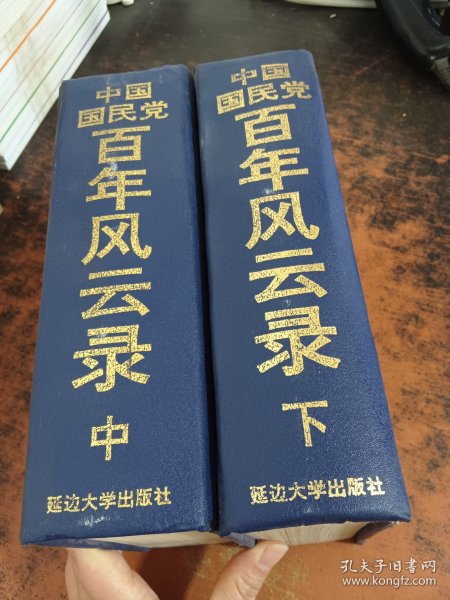 中国
国民党
百年风云录
中
延边大学出版社
中国
国民党
百年风云录
下
延边大学出版社
孔夫子旧书网
www.kongfz.com